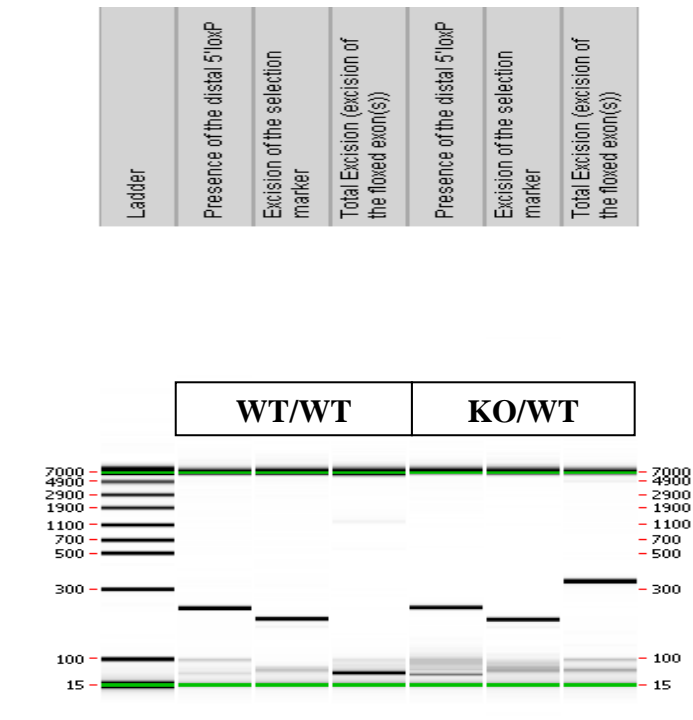 Ladder
Presence of the distal 5'loxP
Excision of the selection
marker
Total Excision (excision of
the floxed exon(s))
Presence of the distal 5'loxP
Excision of the selection
marker
Total Excision (excision of
the floxed exon(s))
WT/WT
KO/WT
7000
4900
2900
1900
1100
700
500
300
100
15
7000
4900
2900
1900
1100
700
500
300
100
15